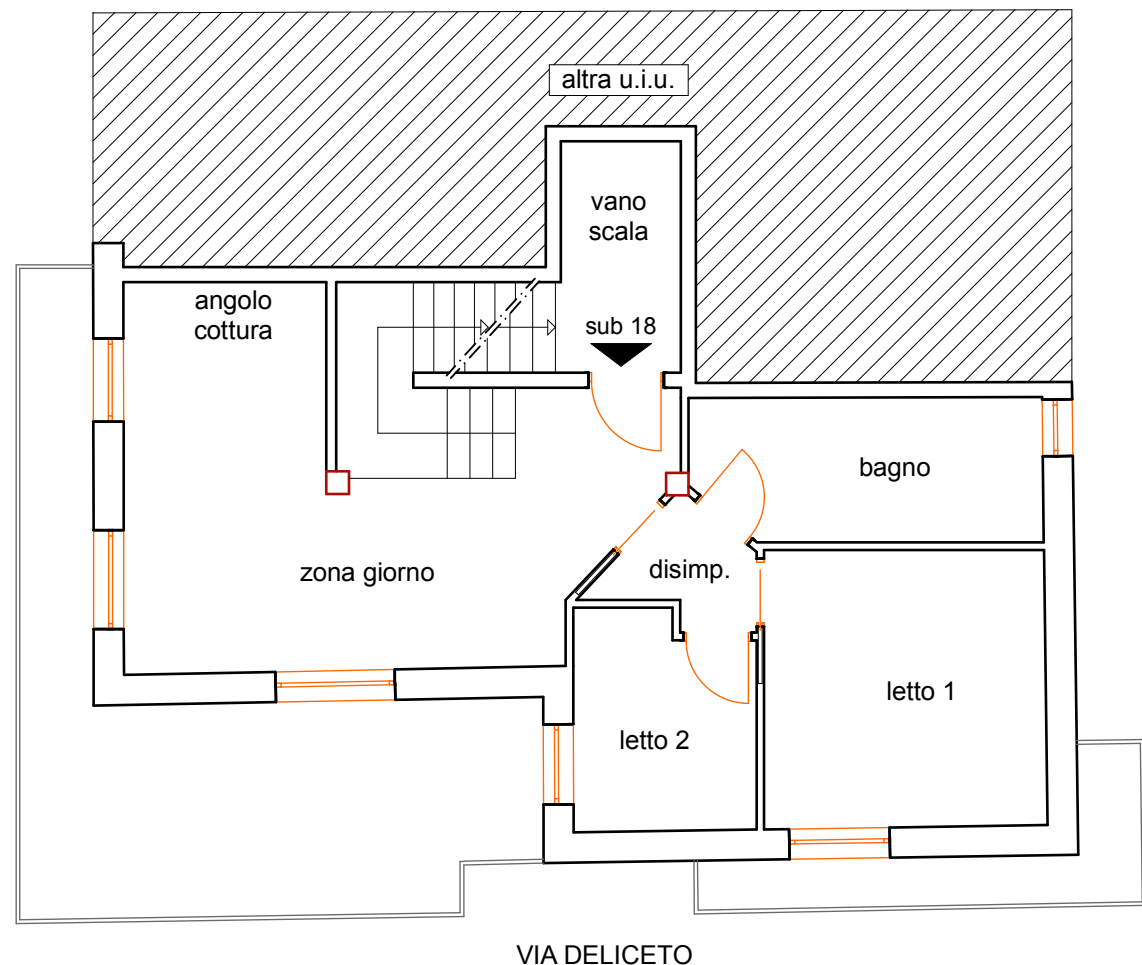 altra u.i.u.
vano
scala
angolo
cottura
sub 18
bagno
zona giorno
disimp.
letto 1
letto 2
VIA DELICETO